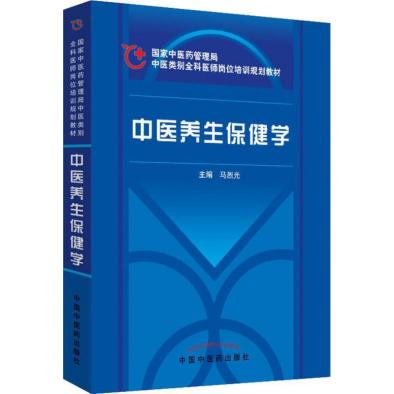 国家中医药管理局
中医类别全科医师岗位培训规划教材
中医养生保健学
主编 马烈光
中国中医药出版社
国家中医药管理局中医类别
全科医师岗位培训规划教材
中医养生保健学
中国中医药出版社